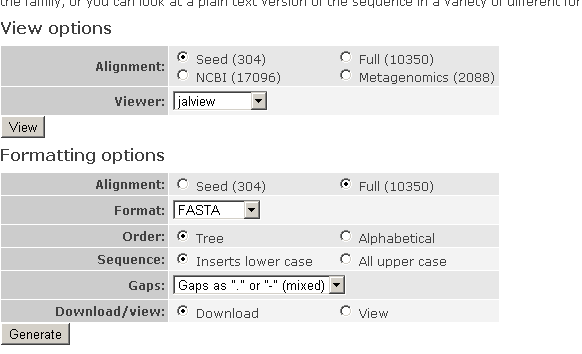 the family, or you can look at a plain text version of the sequence in a variety of different for
View options
Alignment: Seed (304) Full (10350)
NCBI (17096) Metagenomics (2088)
Viewer: jalview
View
Formatting options
Alignment: Seed (304) Full (10350)
Format: FASTA
Order: Tree Alphabetical
Sequence: Inserts lower case All upper case
Gaps: Gaps as "." or "-" (mixed)
Download/view: Download View
Generate